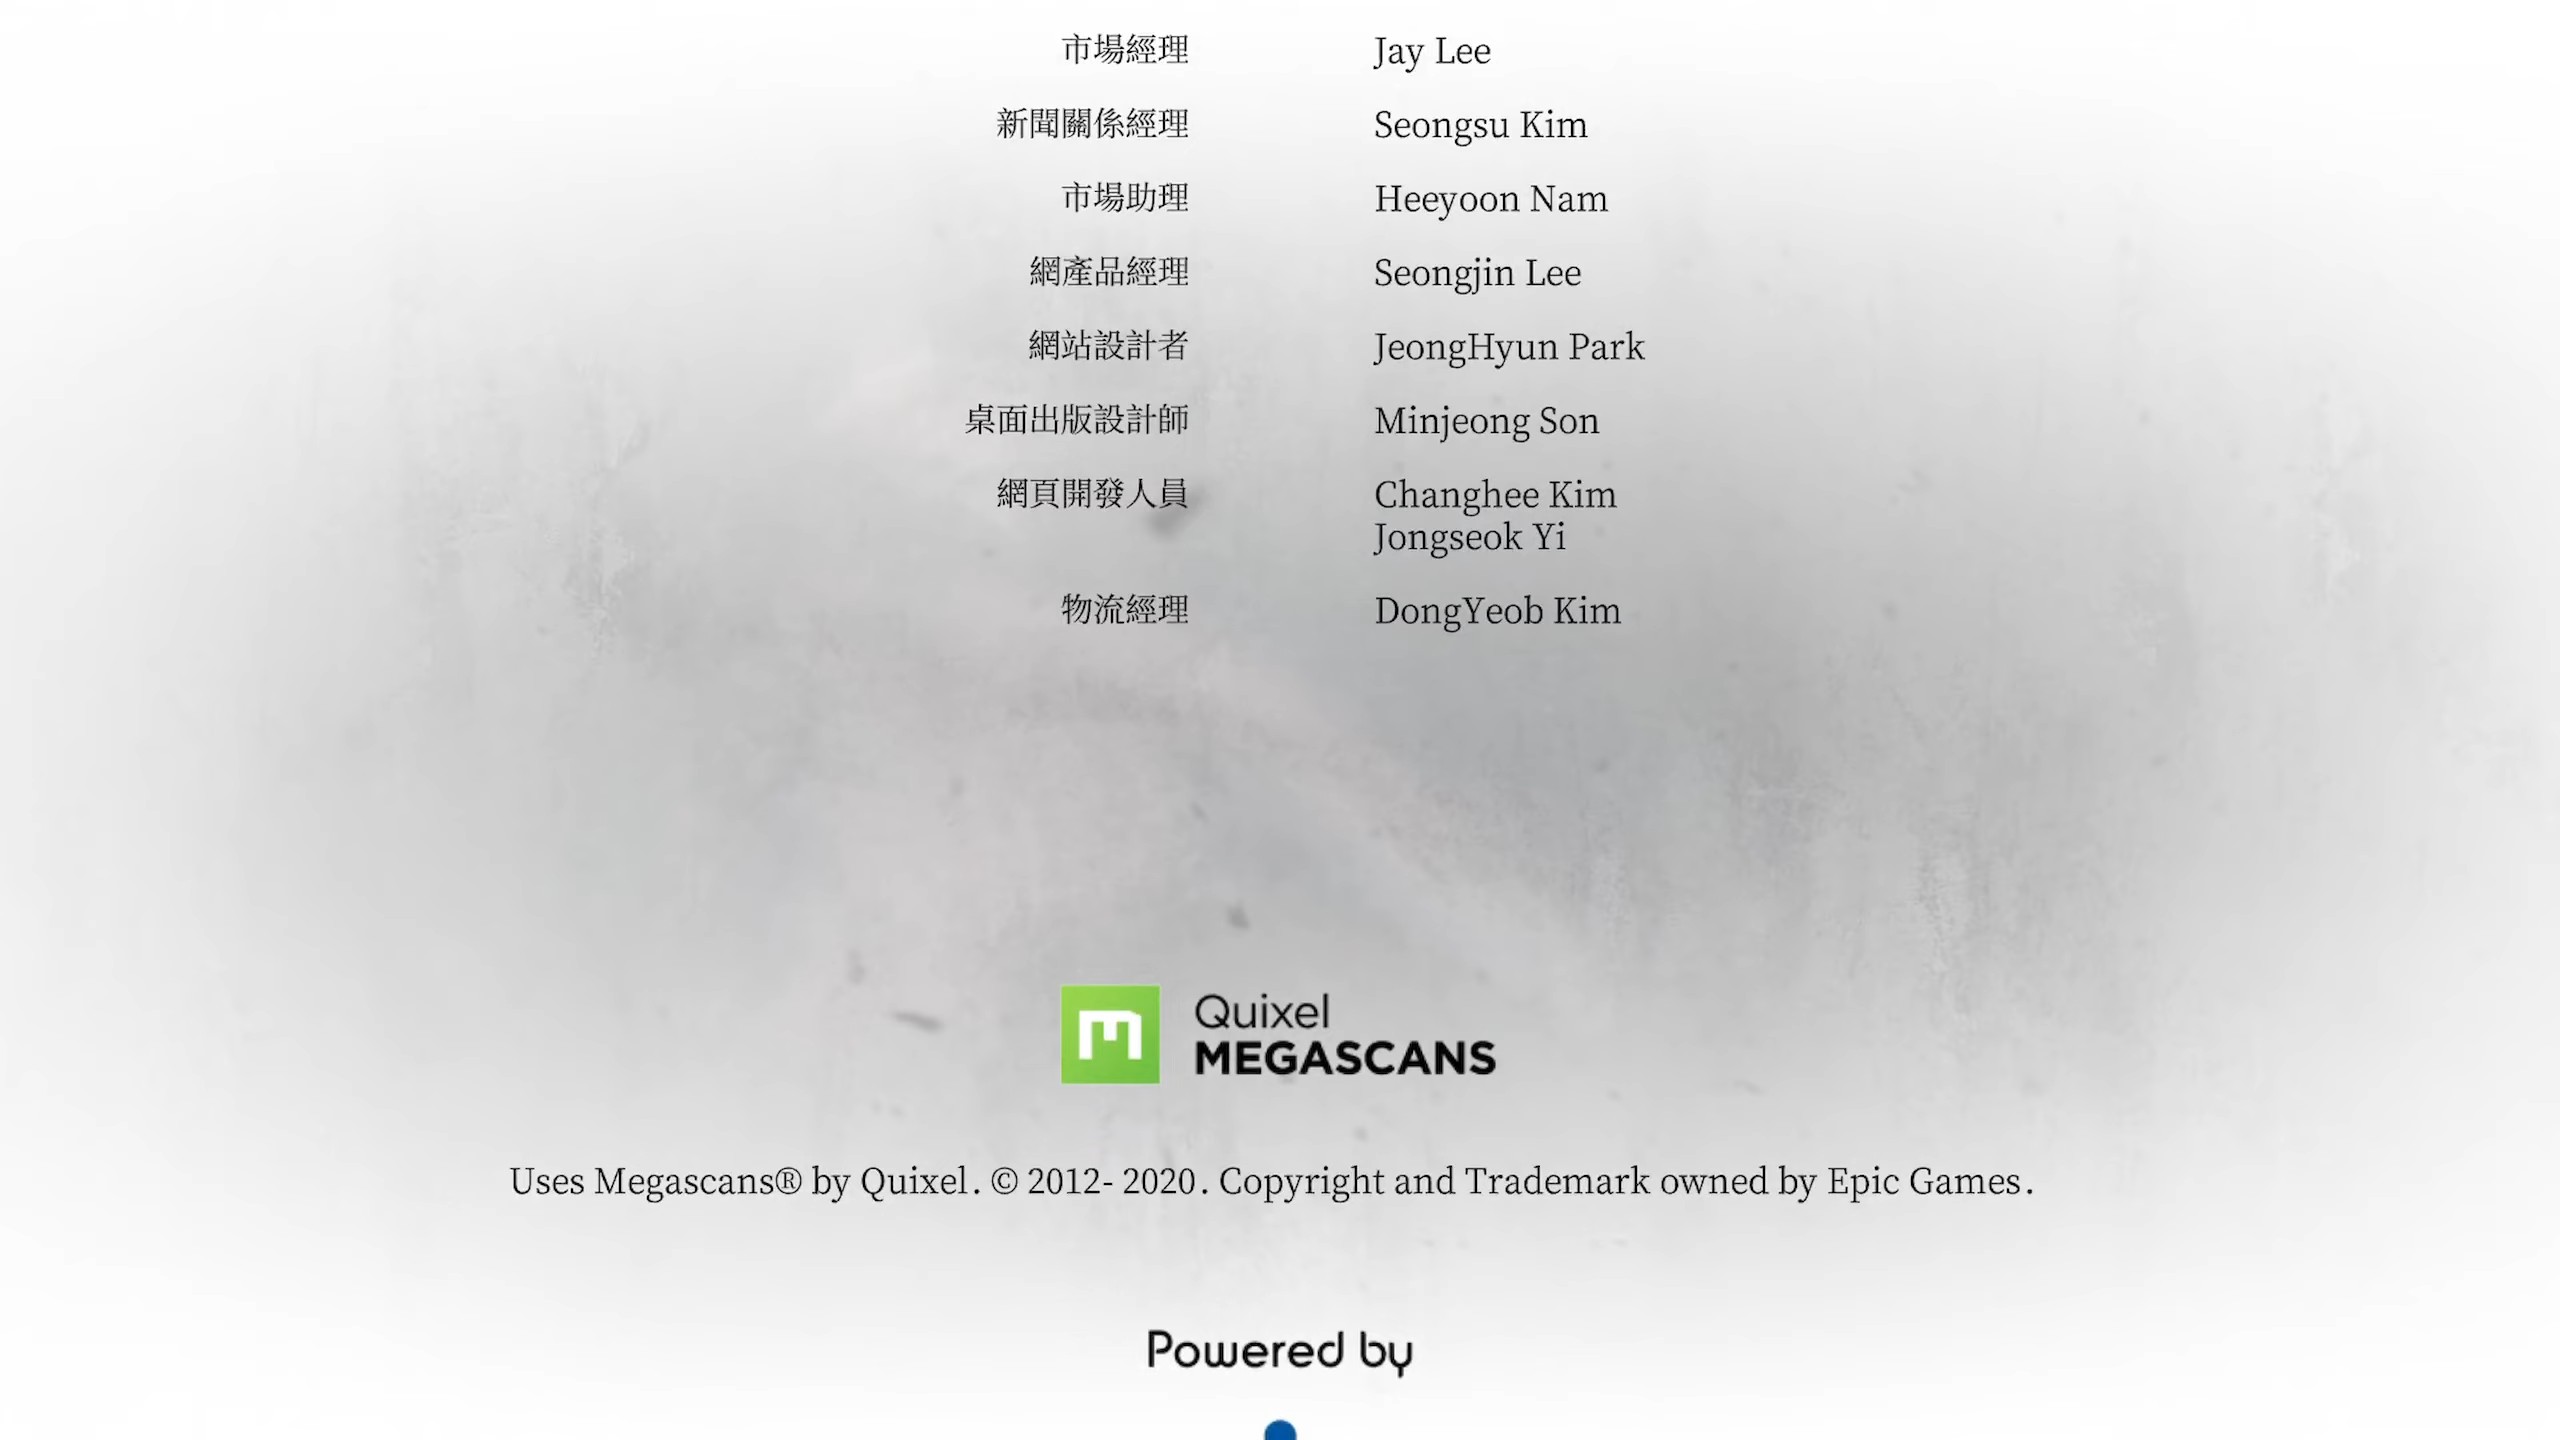 市場經理 Jay Lee
新聞關係經理 Seongsu Kim
市場助理 Heeyoon Nam
網產品經理 Seongjin Lee
網站設計者 JeongHyun Park
桌面出版設計師 Minjeong Son
網頁開發人員 Changhee Kim
Jongseok Yi
物流經理 DongYeob Kim
Quixel
MEGASCANS
Uses Megascans® by Quixel. © 2012- 2020. Copyright and Trademark owned by Epic Games.
Powered by